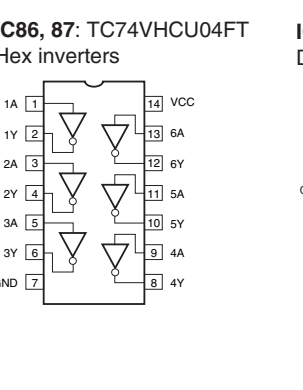 C86, 87: TC74VHCU04FT
Hex inverters
1A 1 14 VCC
1Y 2 13 6A
2A 3 12 6Y
2Y 4 11 5A
3A 5 10 5Y
3Y 6 9 4A
GND 7 8 4Y